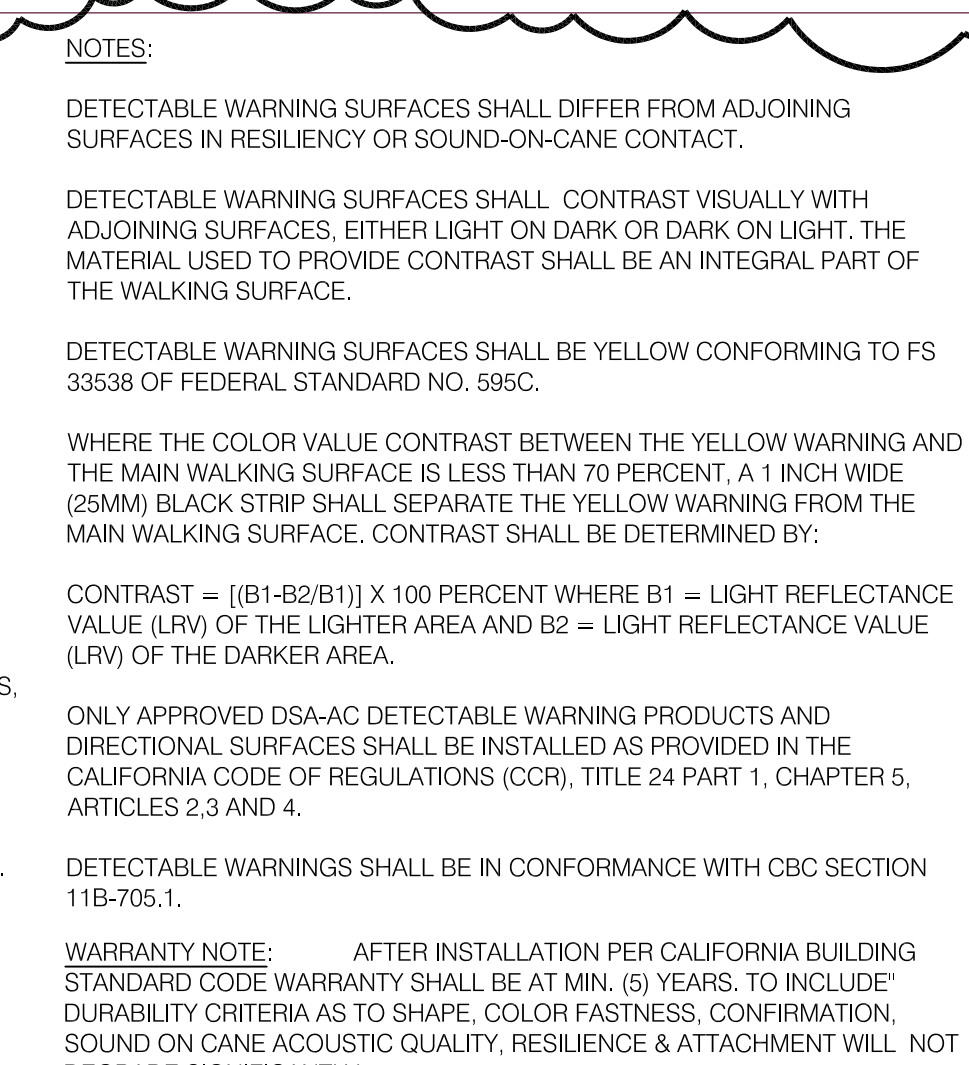 NOTES:
DETECTABLE WARNING SURFACES SHALL DIFFER FROM ADJOINING
SURFACES IN RESILIENCY OR SOUND-ON-CANE CONTACT.
DETECTABLE WARNING SURFACES SHALL CONTRAST VISUALLY WITH
ADJOINING SURFACES, EITHER LIGHT ON DARK OR DARK ON LIGHT. THE
MATERIAL USED TO PROVIDE CONTRAST SHALL BE AN INTEGRAL PART OF
THE WALKING SURFACE.
DETECTABLE WARNING SURFACES SHALL BE YELLOW CONFORMING TO FS
33538 OF FEDERAL STANDARD NO. 595C.
WHERE THE COLOR VALUE CONTRAST BETWEEN THE YELLOW WARNING AND
THE MAIN WALKING SURFACE IS LESS THAN 70 PERCENT, A 1 INCH WIDE
(25MM) BLACK STRIP SHALL SEPARATE THE YELLOW WARNING FROM THE
MAIN WALKING SURFACE. CONTRAST SHALL BE DETERMINED BY:
CONTRAST = [(B1-B2/B1)] X 100 PERCENT WHERE B1 = LIGHT REFLECTANCE
VALUE (LRV) OF THE LIGHTER AREA AND B2 = LIGHT REFLECTANCE VALUE
(LRV) OF THE DARKER AREA.
S,
ONLY APPROVED DSA-AC DETECTABLE WARNING PRODUCTS AND
DIRECTIONAL SURFACES SHALL BE INSTALLED AS PROVIDED IN THE
CALIFORNIA CODE OF REGULATIONS (CCR), TITLE 24 PART 1, CHAPTER 5,
ARTICLES 2,3 AND 4.
. DETECTABLE WARNINGS SHALL BE IN CONFORMANCE WITH CBC SECTION
11B-705.1.
WARRANTY NOTE: AFTER INSTALLATION PER CALIFORNIA BUILDING
STANDARD CODE WARRANTY SHALL BE AT MIN. (5) YEARS. TO INCLUDE"
DURABILITY CRITERIA AS TO SHAPE, COLOR FASTNESS, CONFIRMATION,
SOUND ON CANE ACOUSTIC QUALITY, RESILIENCE & ATTACHMENT WILL NOT